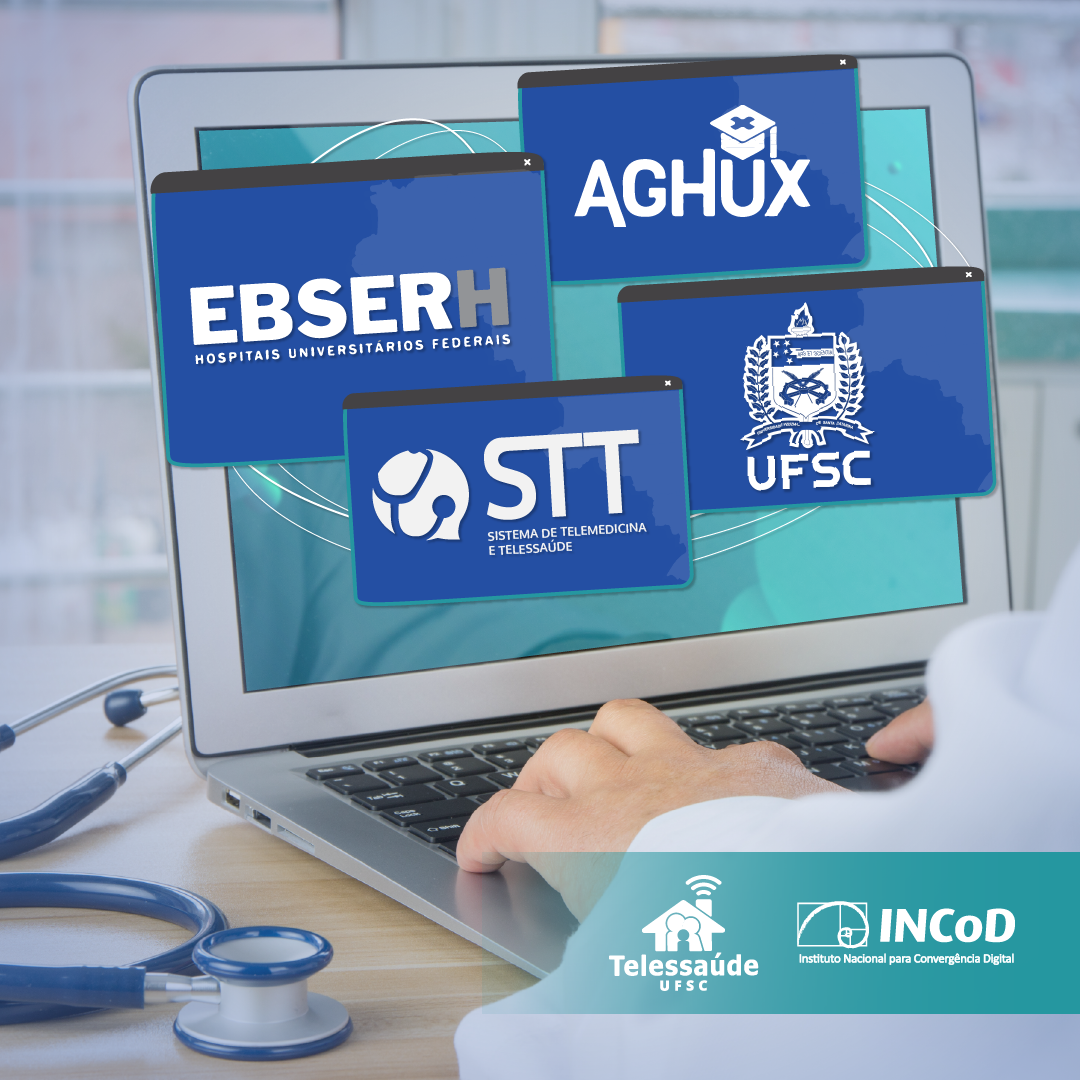 AGHUX
EBSERH
HOSPITAIS UNIVERSITÁRIOS FEDERAIS
UFSC
STT
SISTEMA DE TELEMEDICINA
E TELESSAÚDE
Telessaúde
UFSC
INCoD
Instituto Nacional para Convergência Digital